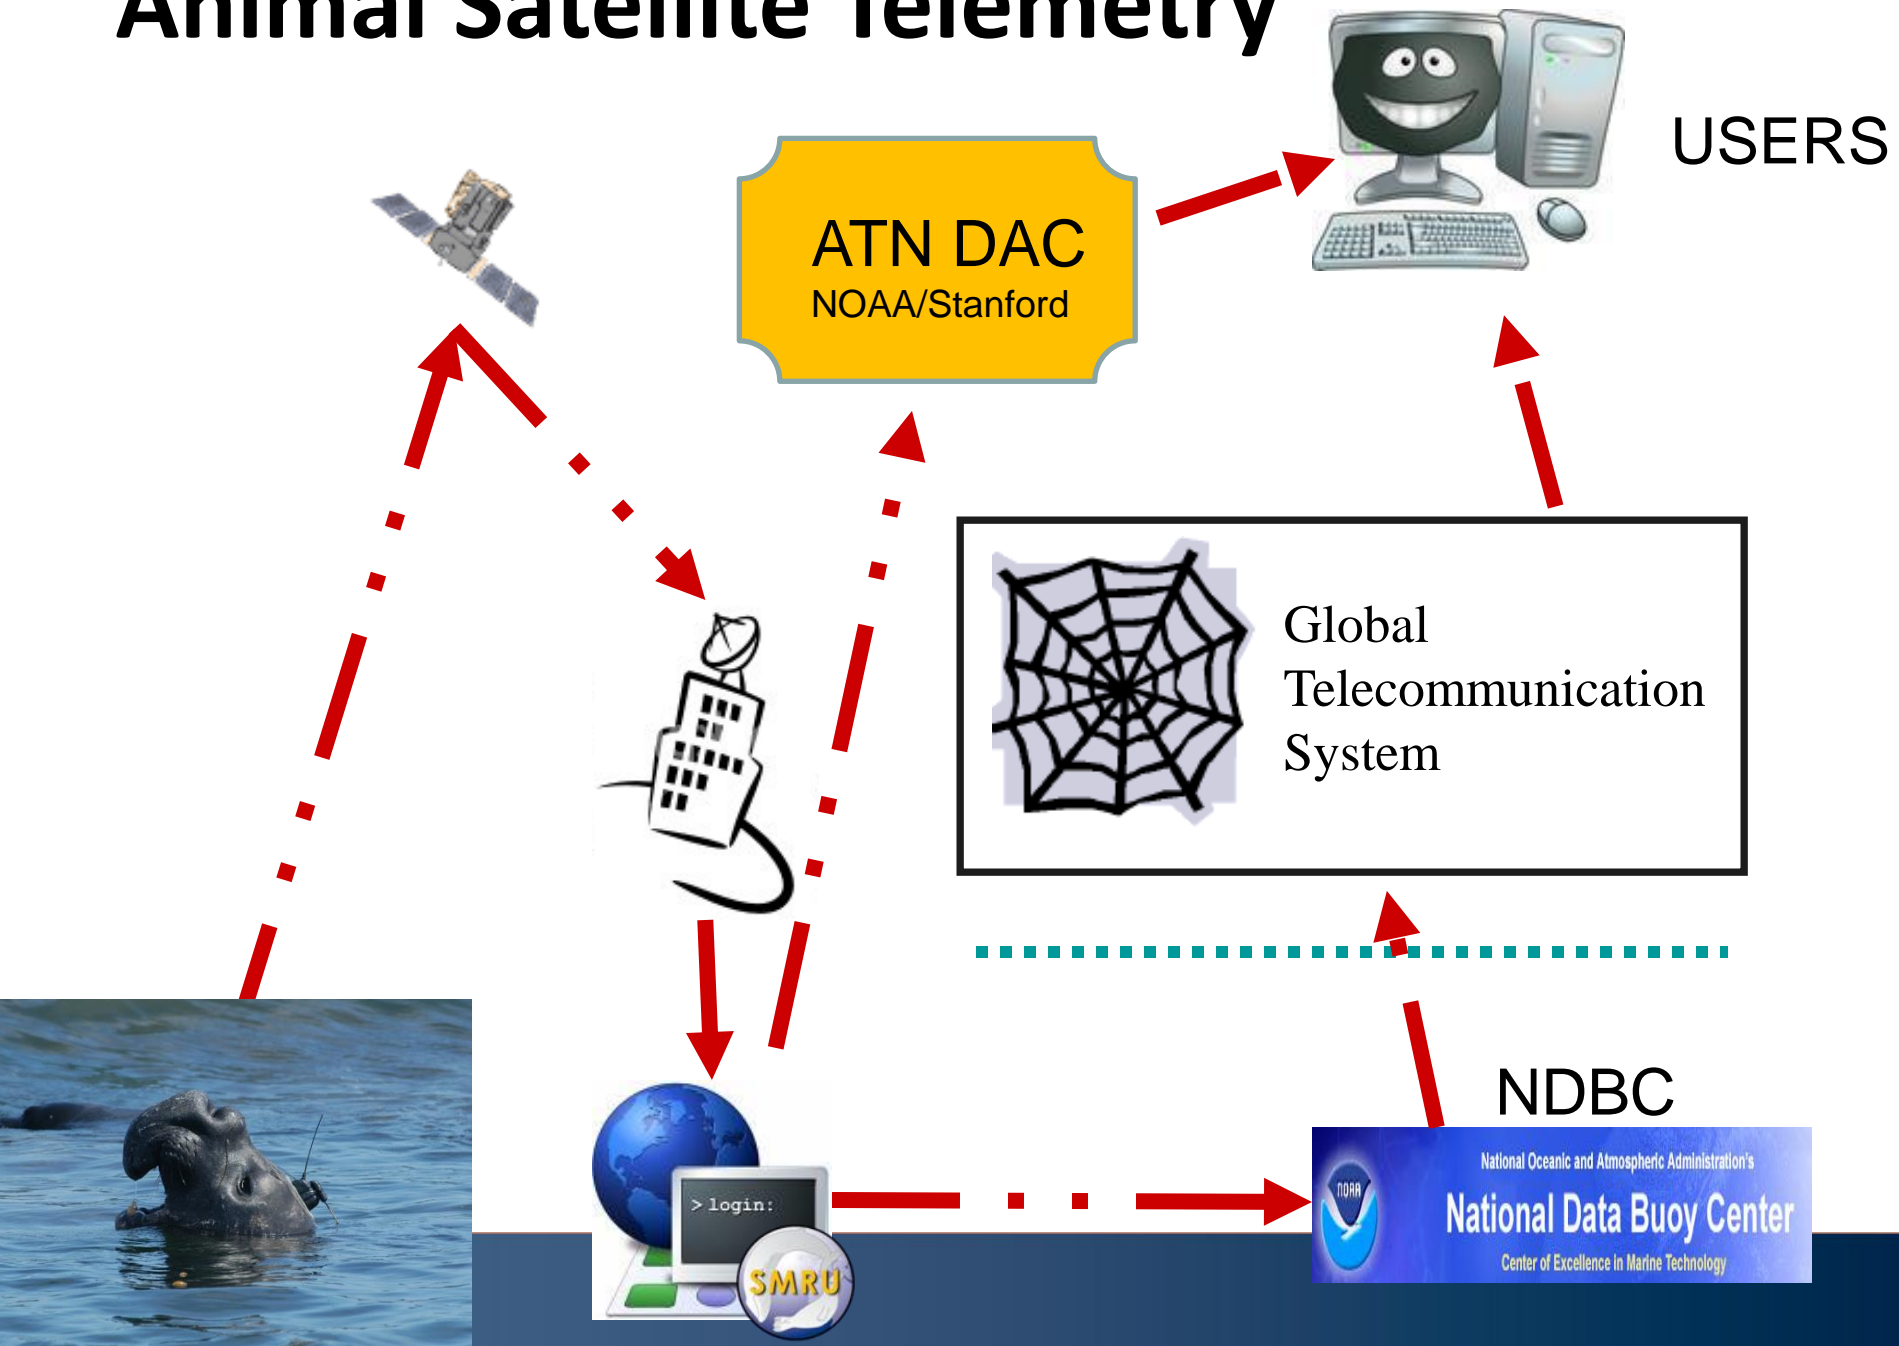 Animal Satellite Telemetry
USERS
ATN DAC
NOAA/Stanford
Global
Telecommunication
System
NDBC
National Oceanic and Atmospheric Administration's
NOAA
National Data Buoy Center
Center of Excellence in Marine Technology
> login:
SMRU